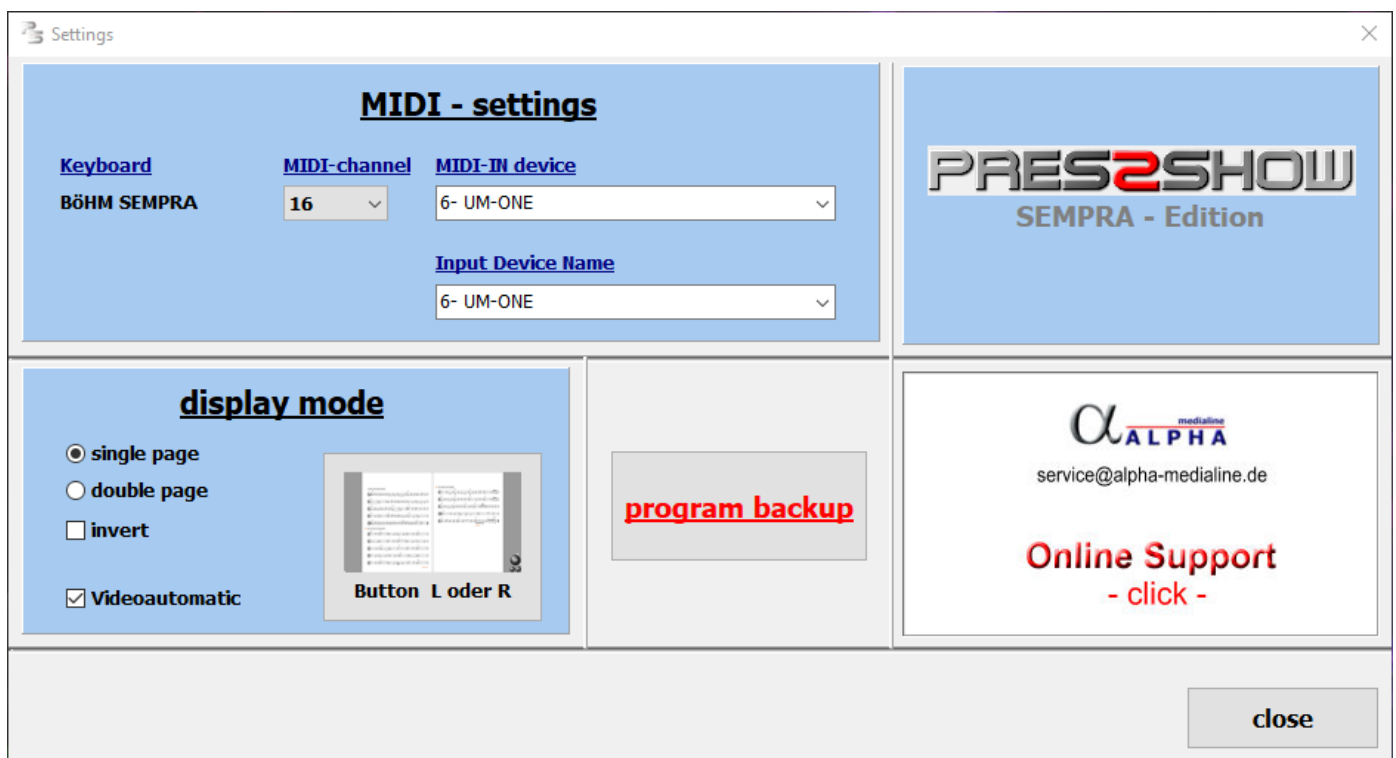 Settings
MIDI - settings
Keyboard
MIDI-channel
MIDI-IN device
BöHM SEMPRA
16
6- UM-ONE
Input Device Name
6- UM-ONE
PRES2SHOW
SEMPRA - Edition
display mode
single page
double page
invert
Videoautomatic
Button L oder R
program backup
α medialine
ALPHA
service@alpha-medialine.de
Online Support
- click -
close